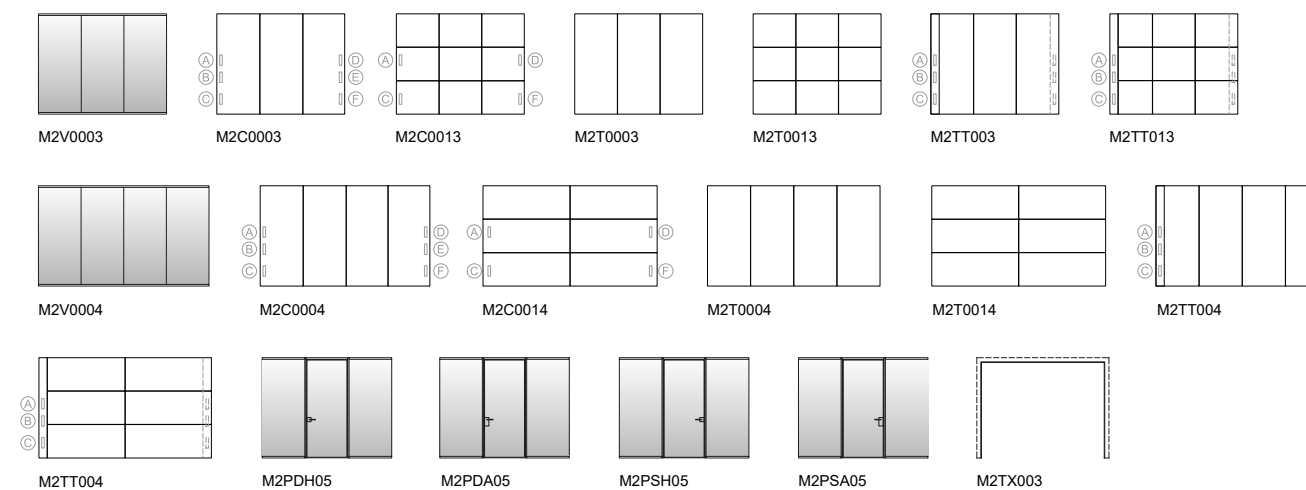 A D A D A A
B E B B
C F C F C C
M2V0003 M2C0003 M2C0013 M2T0003 M2T0013 M2TT003 M2TT013
A D A D A
B E B
C F C F C
M2V0004 M2C0004 M2C0014 M2T0004 M2T0014 M2TT004
A
B
C
M2TT004 M2PDH05 M2PDA05 M2PSH05 M2PSA05 M2TX003